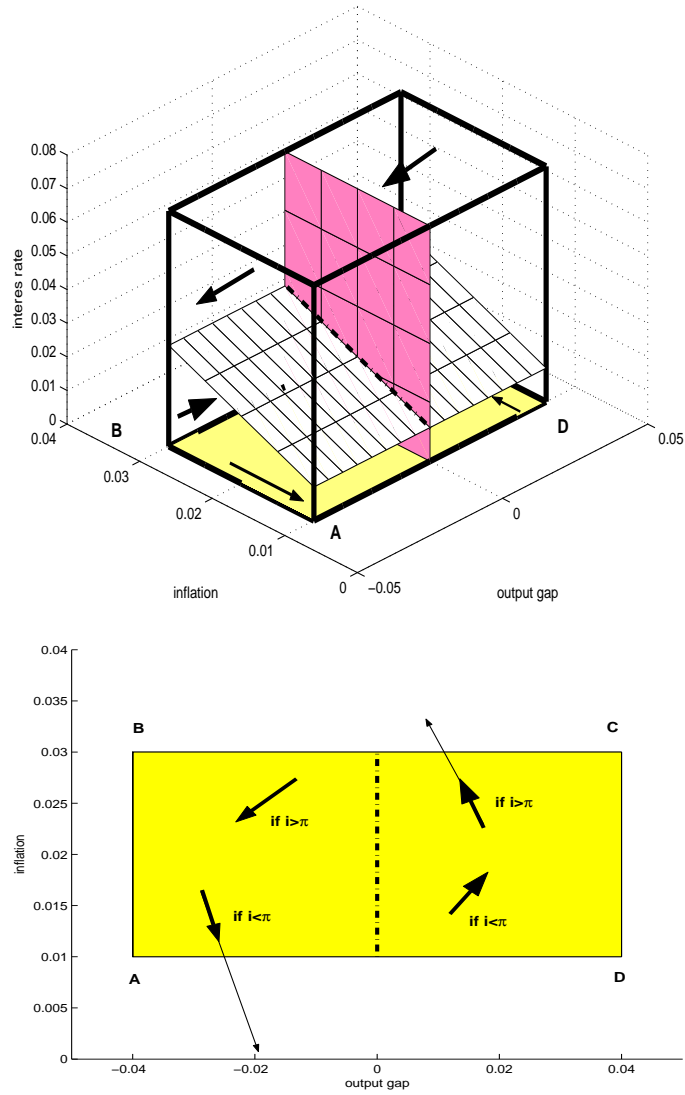 0.08
0.07
0.06
0.05
0.04
0.03
0.02
0.01
0
interes rate
0.04
0.03
0.02
0.01
0
inflation
−0.05
0
0.05
output gap
B
D
A
0.04
0.035
0.03
0.025
0.02
0.015
0.01
0.005
0
inflation
B
C
if i>π
if i>π
if i<π
if i<π
A
D
−0.04
−0.02
0
0.02
0.04
output gap